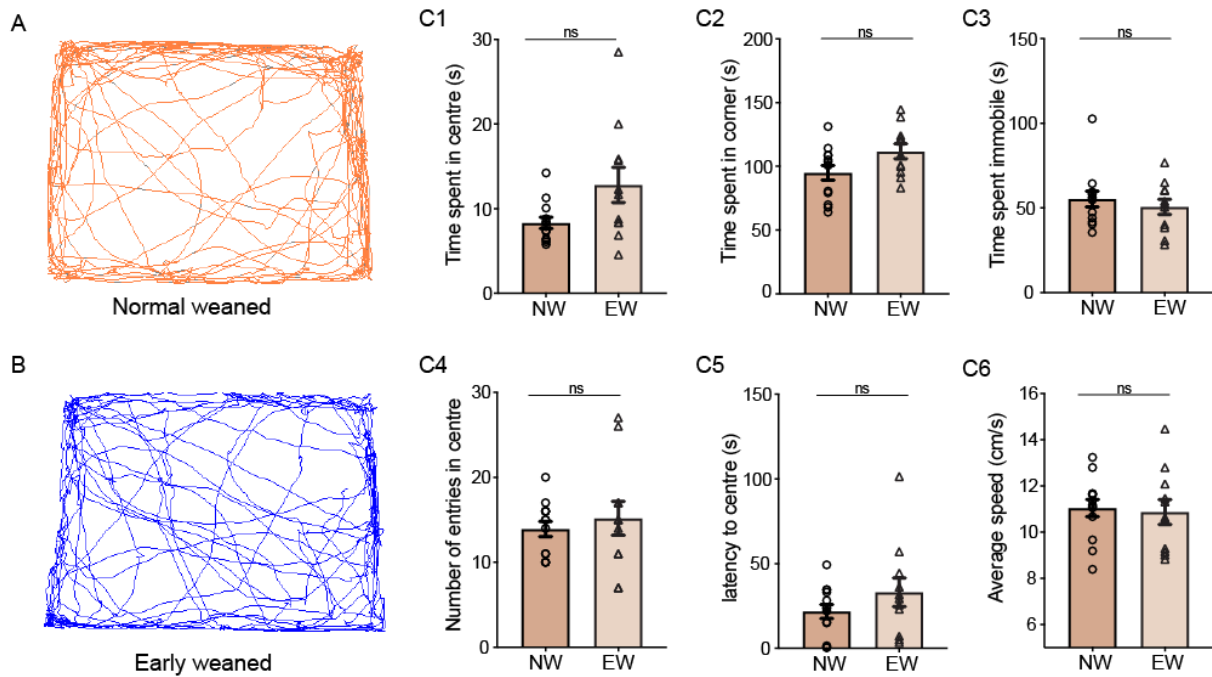 A
Normal weaned
C1
Time spent in centre (s)
30
20
10
0
ns
NW EW
C2
Time spent in corner (s)
200
150
100
50
0
ns
NW EW
C3
Time spent immobile (s)
150
100
50
0
ns
NW EW
B
Early weaned
C4
Number of entries in centre
30
20
10
0
ns
NW EW
C5
latency to centre (s)
150
100
50
0
ns
NW EW
C6
Average speed (cm/s)
16
14
12
10
8
6
ns
NW EW